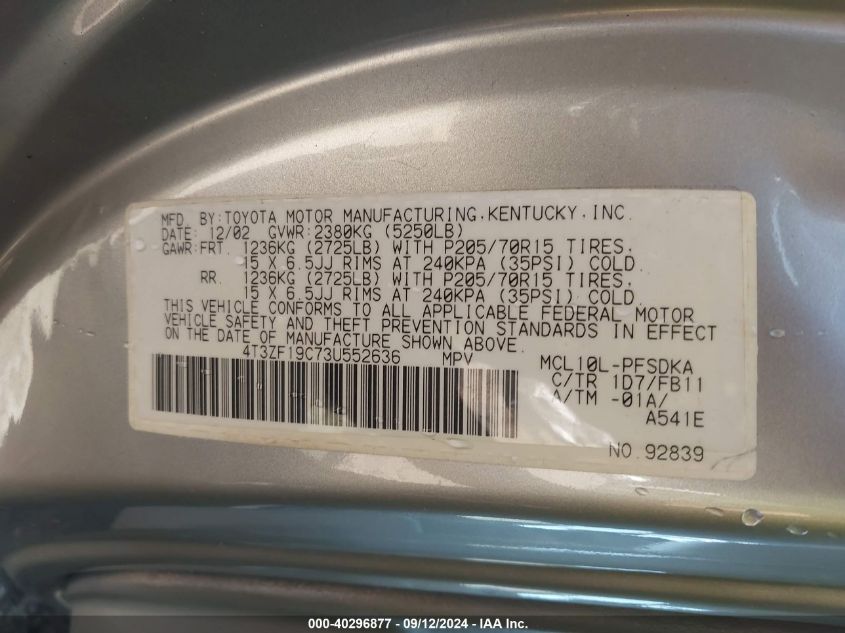 MFD. BY:TOYOTA MOTOR MANUFACTURING,KENTUCKY,INC.
DATE: 12/02 GVWR:2380KG (5250LB)
GAWR:FRT. 1236KG (2725LB) WITH P205/70R15 TIRES,
15 X 6.5JJ RIMS AT 240KPA (35PSI) COLD.
RR. 1236KG (2725LB) WITH P205/70R15 TIRES,
15 X 6.5JJ RIMS AT 240KPA (35PSI) COLD.
THIS VEHICLE CONFORMS TO ALL APPLICABLE FEDERAL MOTOR
VEHICLE SAFETY AND THEFT PREVENTION STANDARDS IN EFFECT
ON THE DATE OF MANUFACTURE SHOWN ABOVE.
4T3ZF19C73U552636 MPV
MCL10L-PFSDKA
C/TR 1D7/FB11
A/TM -01A/
A541E
NO.92839
000-40296877 - 09/12/2024 - IAA Inc.